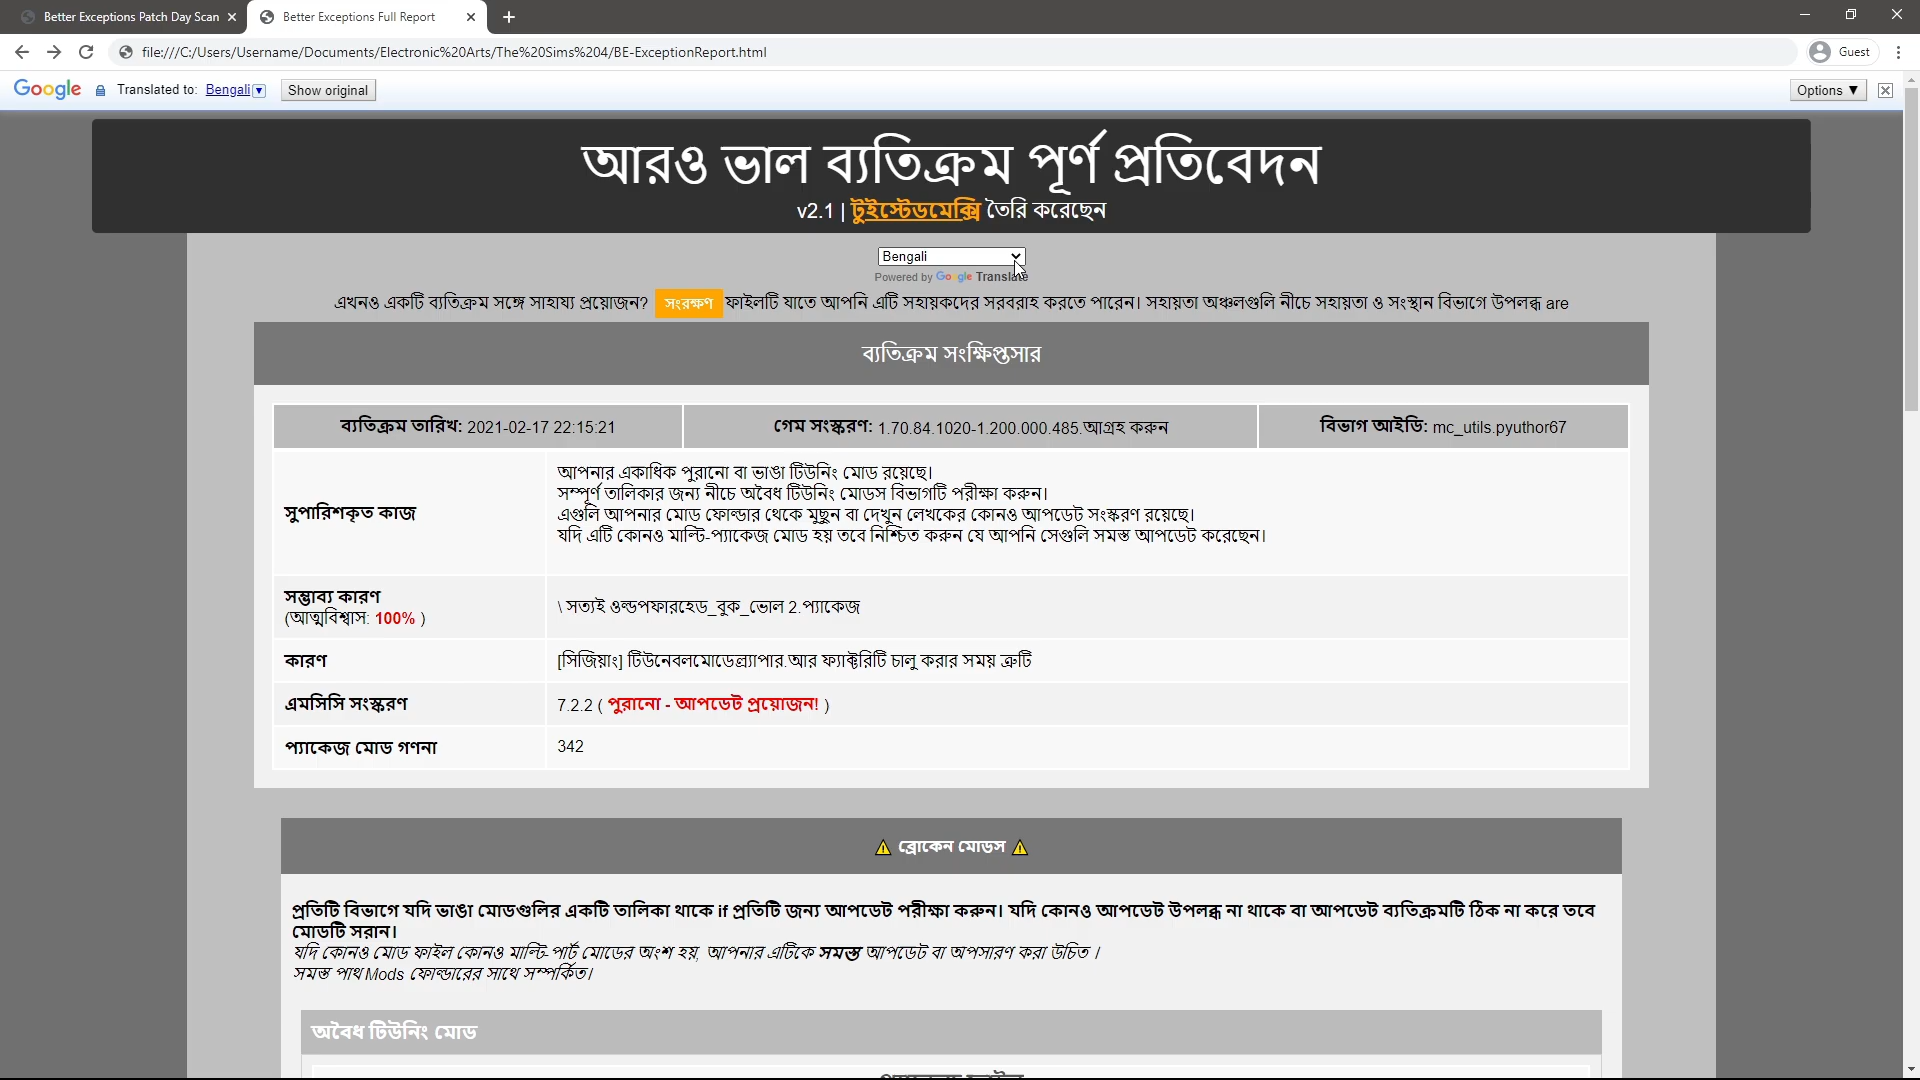 Better Exceptions Patch Day Scan
Better Exceptions Full Report
file:///C:/Users/Username/Documents/Electronic%20Arts/The%20Sims%204/BE-ExceptionReport.html
Guest
Google Translated to: Bengali Show original
Options ▼
আরও ভাল ব্যতিক্রম পূর্ণ প্রতিবেদন
v2.1 | টুইস্টেডমেক্সি তৈরি করেছেন
Bengali
Powered by Google Translate
এখনও একটি ব্যতিক্রম সঙ্গে সাহায্য প্রয়োজন? সংরক্ষণ ফাইলটি যাতে আপনি এটি সহায়কদের সরবরাহ করতে পারেন। সহায়তা অঞ্চলগুলি নীচে সহায়তা ও সংস্থান বিভাগে উপলব্ধ are
ব্যতিক্রম সংক্ষিপ্তসার
ব্যতিক্রম তারিখ: 2021-02-17 22:15:21
গেম সংস্করণ: 1.70.84.1020-1.200.000.485.আগ্রহ করুন
বিভাগ আইডি: mc_utils.pyuthor67
সুপারিশকৃত কাজ
আপনার একাধিক পুরানো বা ভাঙা টিউনিং মোড রয়েছে।
সম্পূর্ণ তালিকার জন্য নীচে অবৈধ টিউনিং মোডস বিভাগটি পরীক্ষা করুন।
এগুলি আপনার মোড ফোল্ডার থেকে মুছুন বা দেখুন লেখকের কোনও আপডেট সংস্করণ রয়েছে।
যদি এটি কোনও মাল্টি-প্যাকেজ মোড হয় তবে নিশ্চিত করুন যে আপনি সেগুলি সমস্ত আপডেট করেছেন।
সম্ভাব্য কারণ
(আত্মবিশ্বাস: 100% )
\ সত্যই ওল্ডপফারহেড_বুক_ভোল 2.প্যাকেজ
কারণ
[সিজিয়াং] টিউনেবলমোডেল্র্যাপার.আর ফ্যাক্টরিটি চালু করার সময় ত্রুটি
এমসিসি সংস্করণ
7.2.2 ( পুরানো - আপডেট প্রয়োজন! )
প্যাকেজ মোড গণনা
342
⚠ ব্রোকেন মোডস ⚠
প্রতিটি বিভাগে যদি ভাঙা মোডগুলির একটি তালিকা থাকে if প্রতিটি জন্য আপডেট পরীক্ষা করুন। যদি কোনও আপডেট উপলব্ধ না থাকে বা আপডেট ব্যতিক্রমটি ঠিক না করে তবে
মোডটি সরান।
যদি কোনও মোড ফাইল কোনও মাল্টি-পার্ট মোডের অংশ হয়, আপনার এটিকে সমস্ত আপডেট বা অপসারণ করা উচিত ।
সমস্ত পাথ Mods ফোল্ডারের সাথে সম্পর্কিত।
অবৈধ টিউনিং মোড